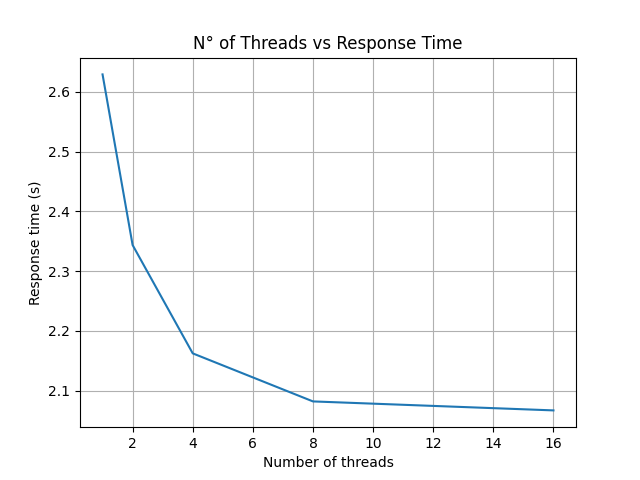 N° of Threads vs Response Time
Response time (s)
2.6
2.5
2.4
2.3
2.2
2.1
2 4 6 8 10 12 14 16
Number of threads